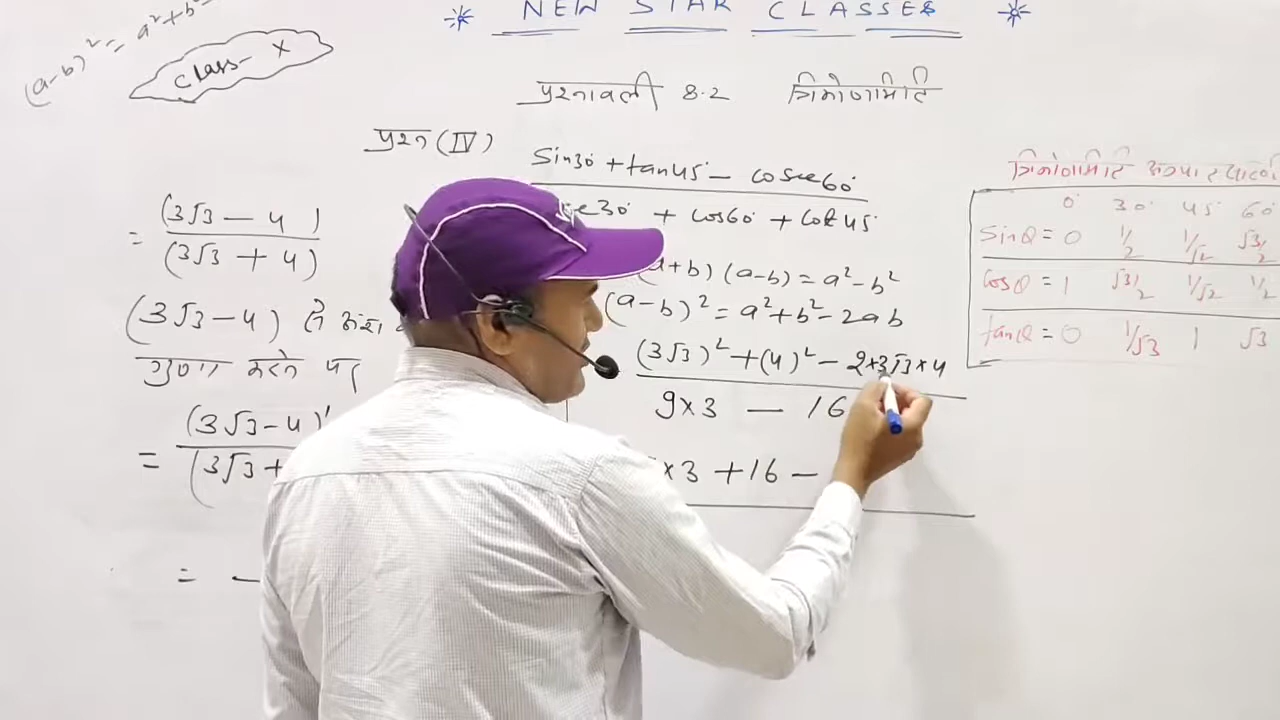 NEW STAR CLASSES
(a-b)² = a² + b²
Class- X
प्रश्नावली 8.2 त्रिकोणमिति
प्रश्न (IV)
Sin30° + tan45° - cosec60°
+ cos60° + Cot45°
= (3√3 - 4)
(3√3 + 4)
(3√3 - 4) से
गुणा करने पर
= (3√3 - 4)
(3√3 +
= —
a+b) (a-b) = a² - b²
(a-b)² = a² + b² - 2ab
(3√3)² + (4)² - 2×3√3×4
9×3 - 16
×3 + 16 -
त्रिकोणमिति अनुपात
0° 30° 45° 60°
Sinθ = 0 1/2 1/√2 √3/2
Cosθ = 1 √3/2 1/√2 1/2
tanθ = 0 1/√3 1 √3